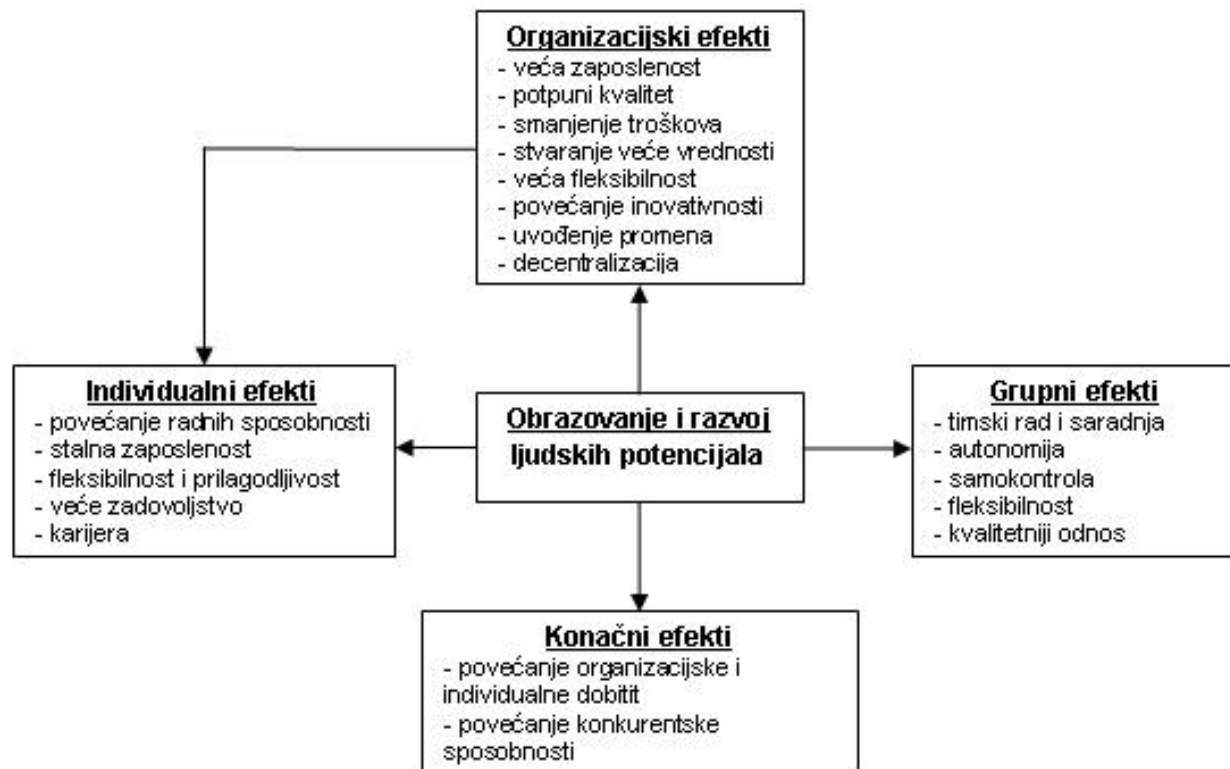 Organizacijski efekti
- veća zaposlenost
- potpuni kvalitet
- smanjenje troškova
- stvaranje veće vrednosti
- veća fleksibilnost
- povećanje inovativnosti
- uvođenje promena
- decentralizacija
Individualni efekti
- povećanje radnih sposobnosti
- stalna zaposlenost
- fleksibilnost i prilagodljivost
- veće zadovoljstvo
- karijera
Obrazovanje i razvoj
ljudskih potencijala
Grupni efekti
- timski rad i saradnja
- autonomija
- samokontrola
- fleksibilnost
- kvalitetniji odnos
Konačni efekti
- povećanje organizacijske i
individualne dobitit
- povećanje konkurentske
sposobnosti